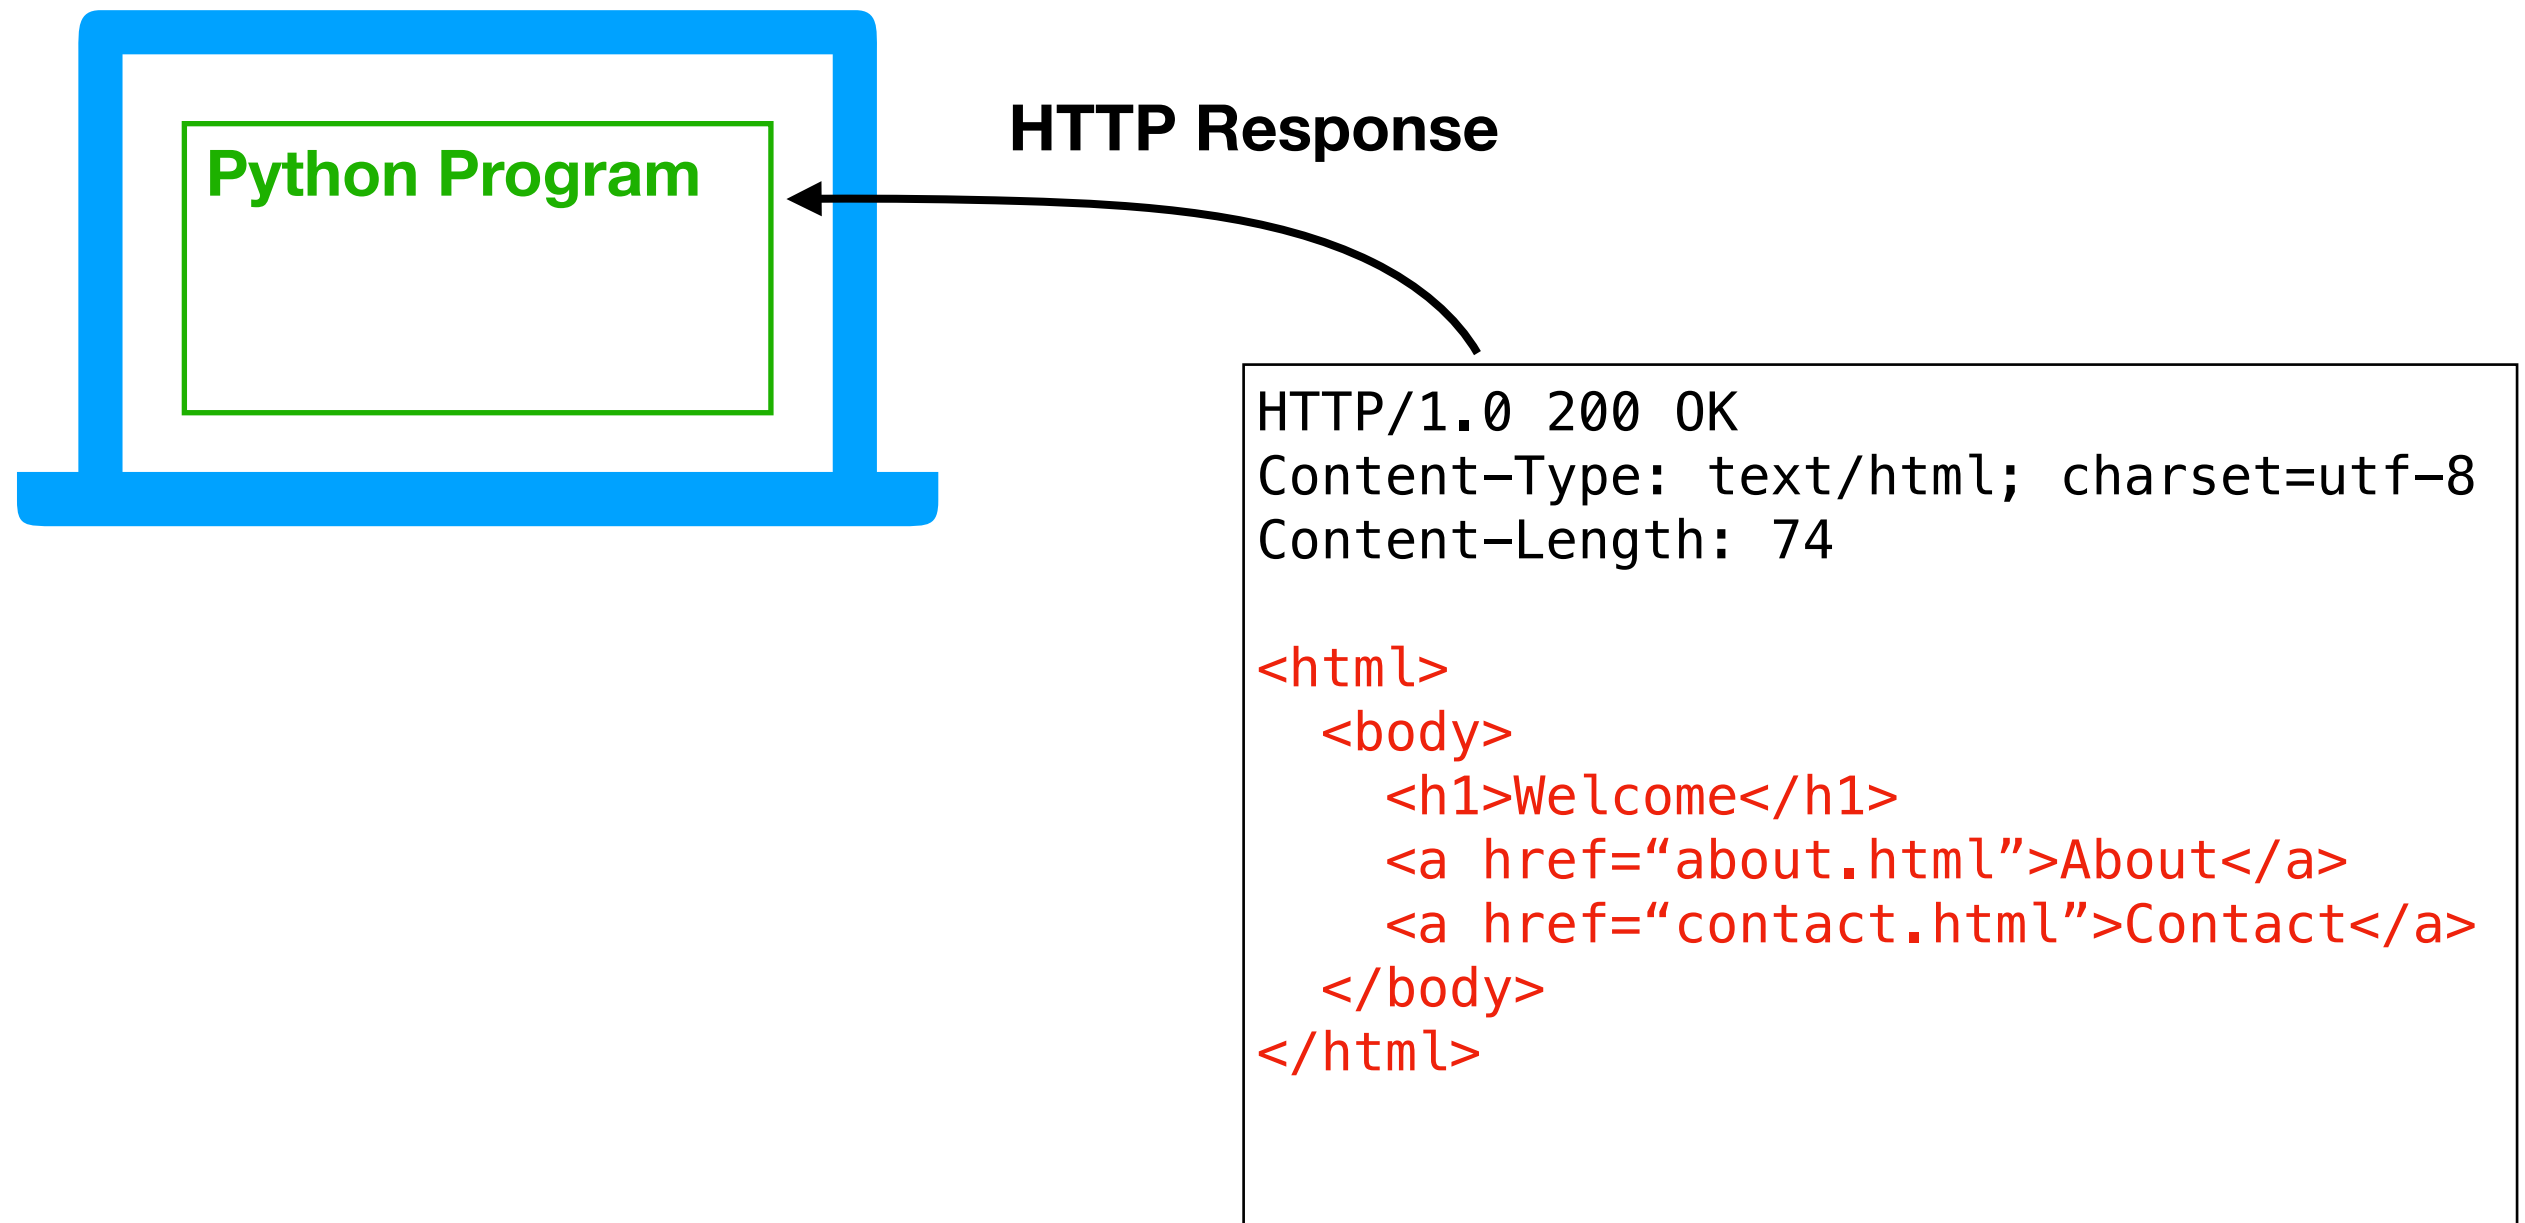 Python Program
HTTP Response
HTTP/1.0 200 OK
Content-Type: text/html; charset=utf-8
Content-Length: 74
<html>
  <body>
    <h1>Welcome</h1>
    <a href=“about.html”>About</a>
    <a href=“contact.html”>Contact</a>
  </body>
</html>